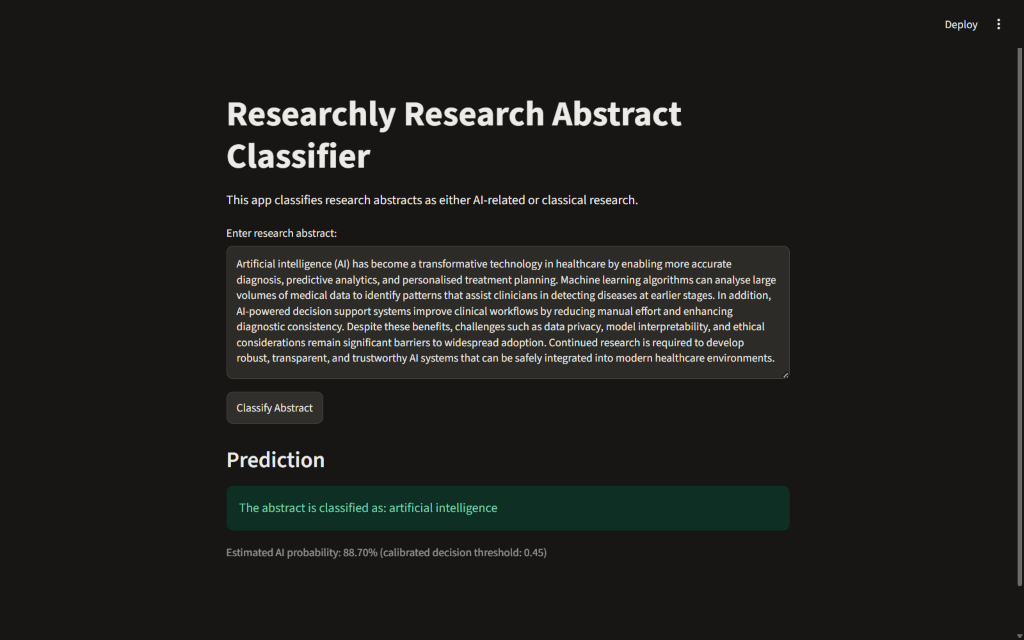 Deploy
Researchly Research Abstract
Classifier
This app classifies research abstracts as either AI-related or classical research.
Enter research abstract:
Artificial intelligence (AI) has become a transformative technology in healthcare by enabling more accurate
diagnosis, predictive analytics, and personalised treatment planning. Machine learning algorithms can analyse large
volumes of medical data to identify patterns that assist clinicians in detecting diseases at earlier stages. In addition,
AI-powered decision support systems improve clinical workflows by reducing manual effort and enhancing
diagnostic consistency. Despite these benefits, challenges such as data privacy, model interpretability, and ethical
considerations remain significant barriers to widespread adoption. Continued research is required to develop
robust, transparent, and trustworthy AI systems that can be safely integrated into modern healthcare environments.
Classify Abstract
Prediction
The abstract is classified as: artificial intelligence
Estimated AI probability: 88.70% (calibrated decision threshold: 0.45)